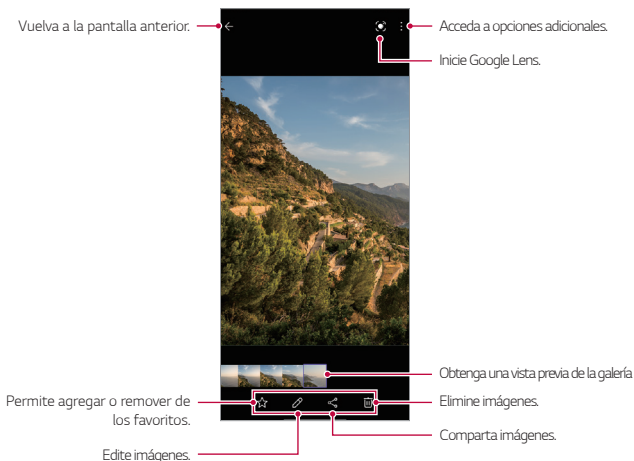 Vuelva a la pantalla anterior.
Acceda a opciones adicionales.
Inicie Google Lens.
Obtenga una vista previa de la galería
Permite agregar o remover de
los favoritos.
Elimine imágenes.
Comparta imágenes.
Edite imágenes.